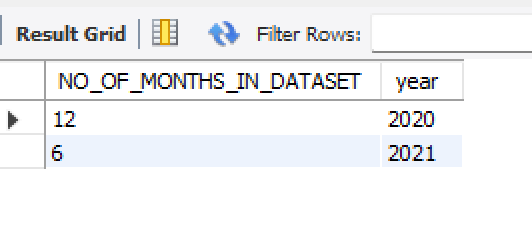 Result Grid Filter Rows:
NO_OF_MONTHS_IN_DATASET year
12 2020
6 2021